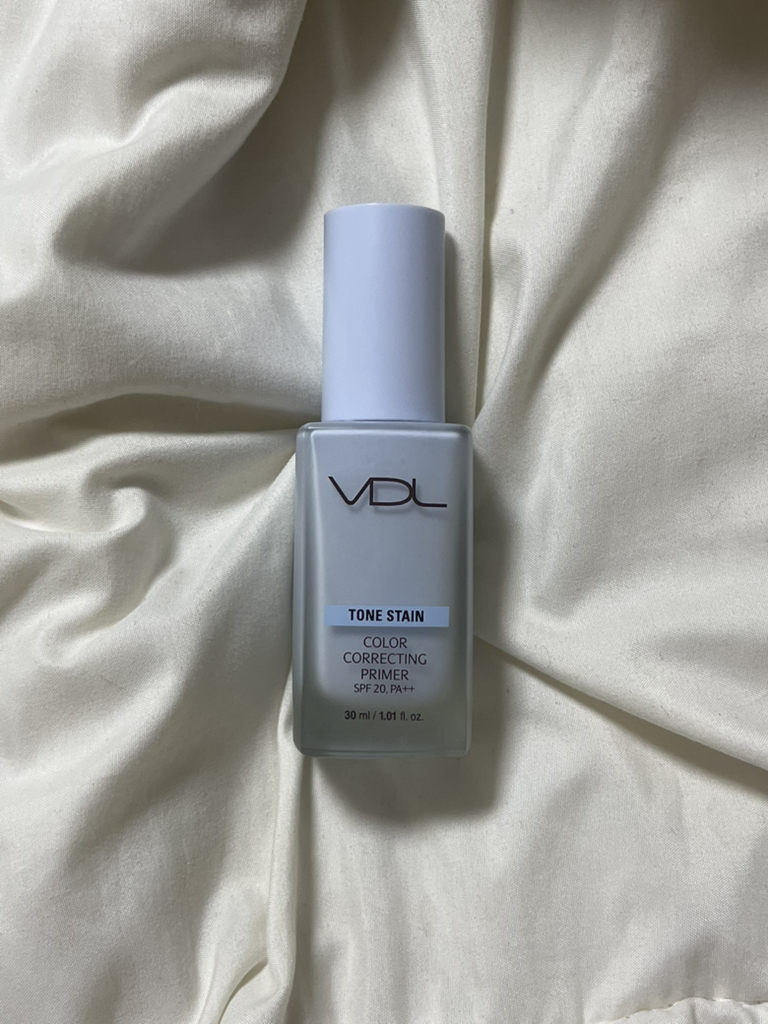 VDL
TONE STAIN
COLOR
CORRECTING
PRIMER
SPF 20, PA++
30 ml / 1.01 fl. oz.